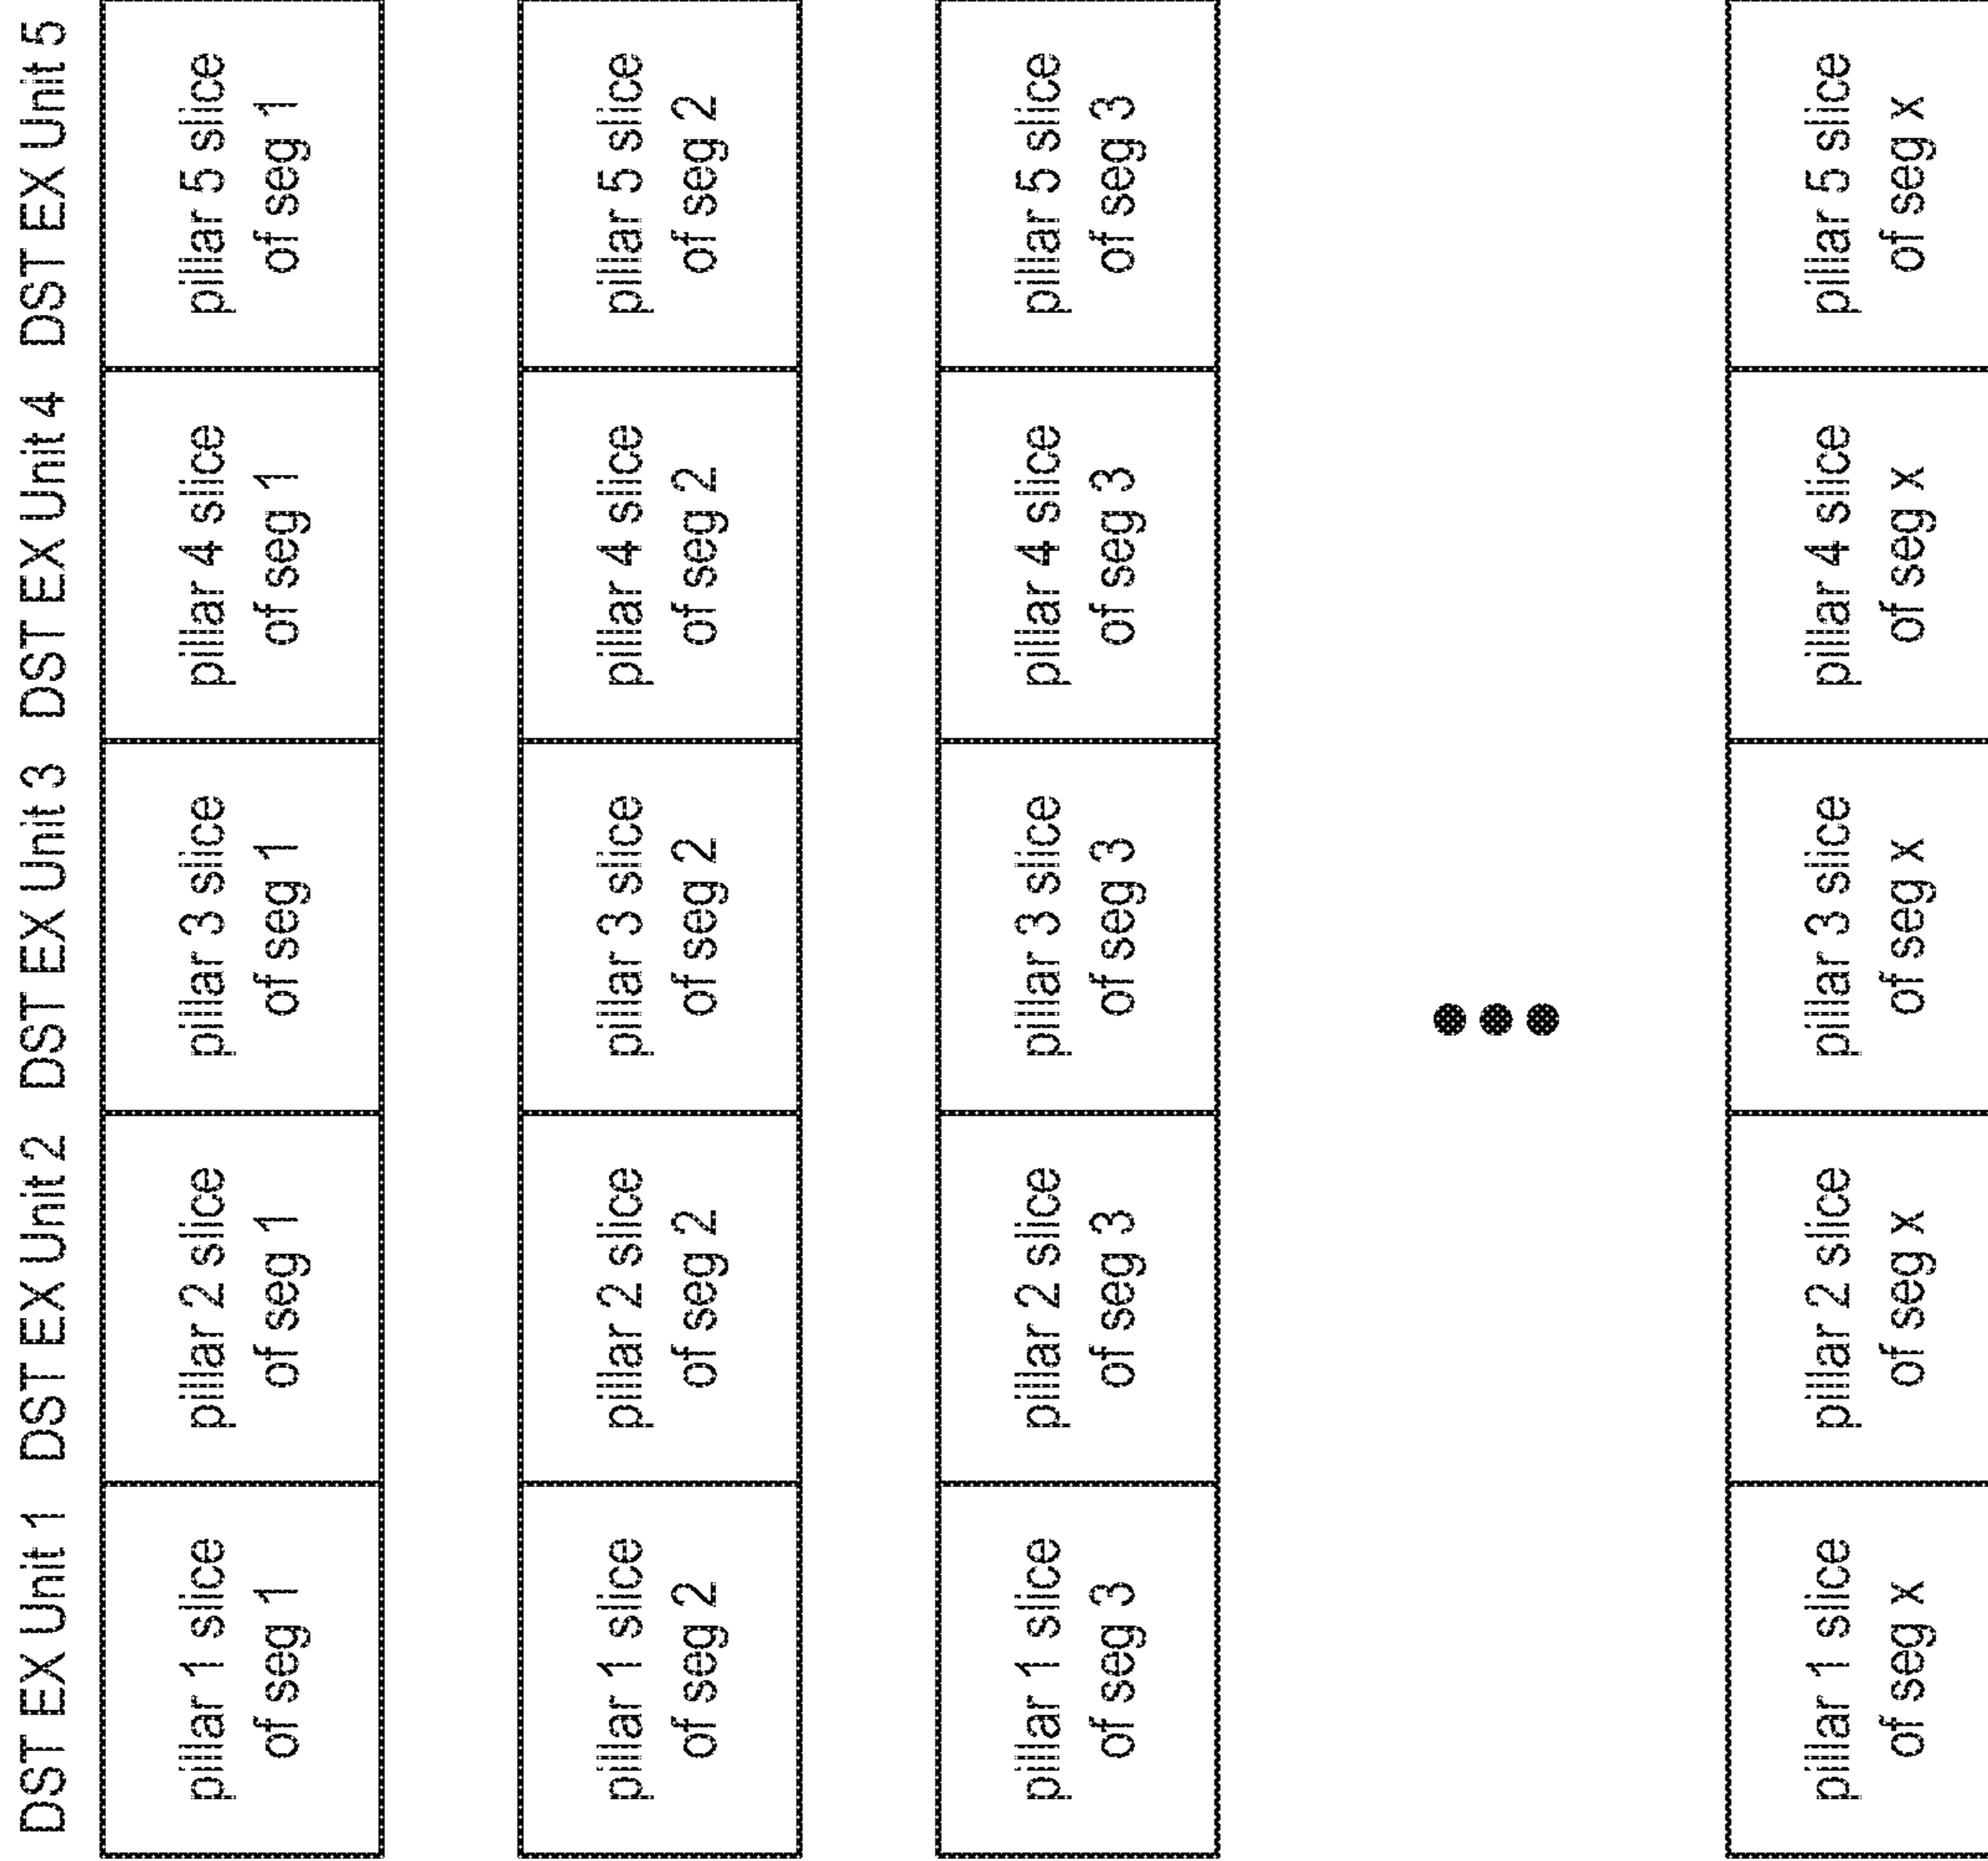 DST EX Unit 1 DST EX Unit 2 DST EX Unit 3 DST EX Unit 4 DST EX Unit 5
pillar 1 slice
of seg 1
pillar 2 slice
of seg 1
pillar 3 slice
of seg 1
pillar 4 slice
of seg 1
pillar 5 slice
of seg 1
pillar 1 slice
of seg 2
pillar 2 slice
of seg 2
pillar 3 slice
of seg 2
pillar 4 slice
of seg 2
pillar 5 slice
of seg 2
pillar 1 slice
of seg 3
pillar 2 slice
of seg 3
pillar 3 slice
of seg 3
pillar 4 slice
of seg 3
pillar 5 slice
of seg 3
pillar 1 slice
of seg x
pillar 2 slice
of seg x
pillar 3 slice
of seg x
pillar 4 slice
of seg x
pillar 5 slice
of seg x